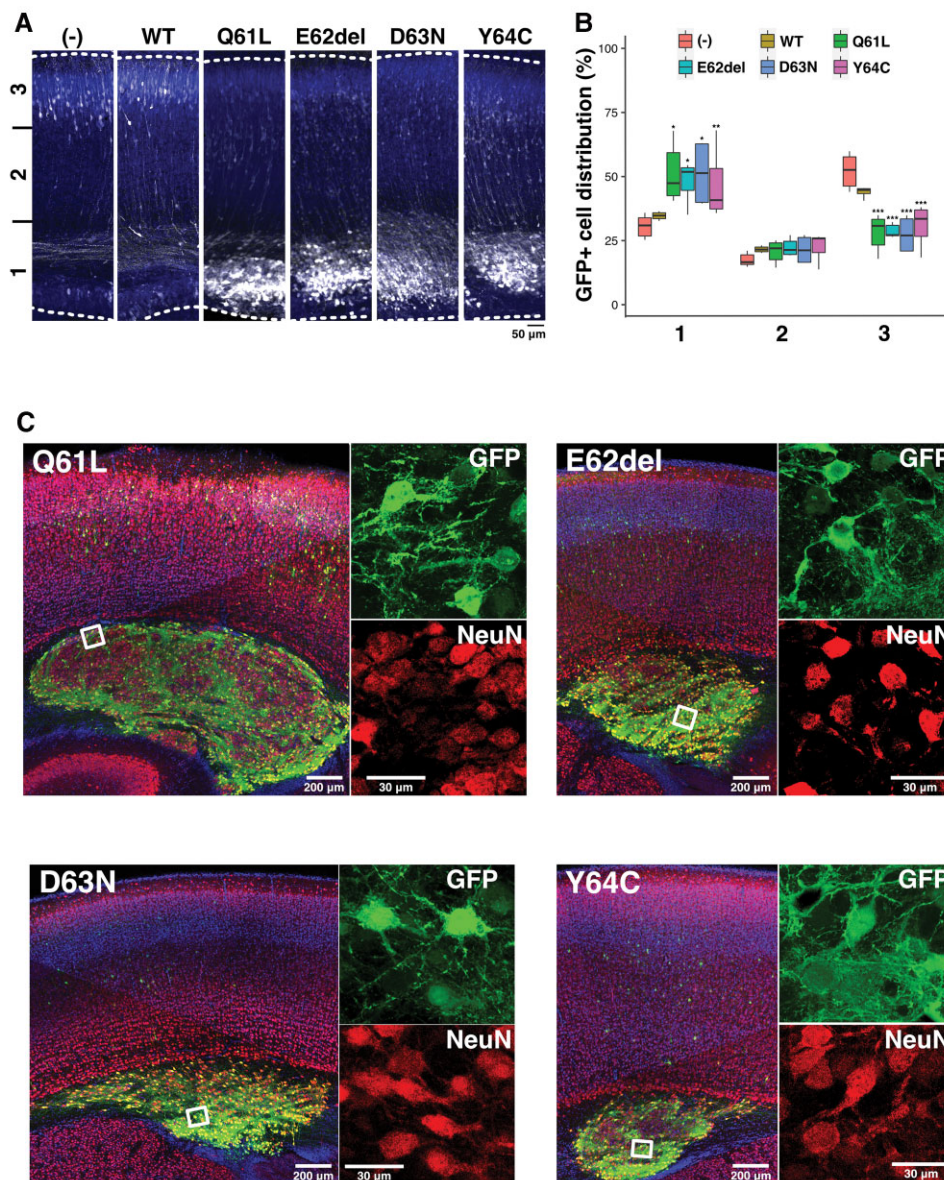 A
(-) WT Q61L E62del D63N Y64C
3
2
1
50 µm
B
GFP+ cell distribution (%)
100
75
50
25
0
(-) WT Q61L
E62del D63N Y64C
* * * **
*** *** *** ***
1 2 3
C
Q61L
GFP
NeuN
200 µm
30 µm
E62del
GFP
NeuN
200 µm
30 µm
D63N
GFP
NeuN
200 µm
30 µm
Y64C
GFP
NeuN
200 µm
30 µm